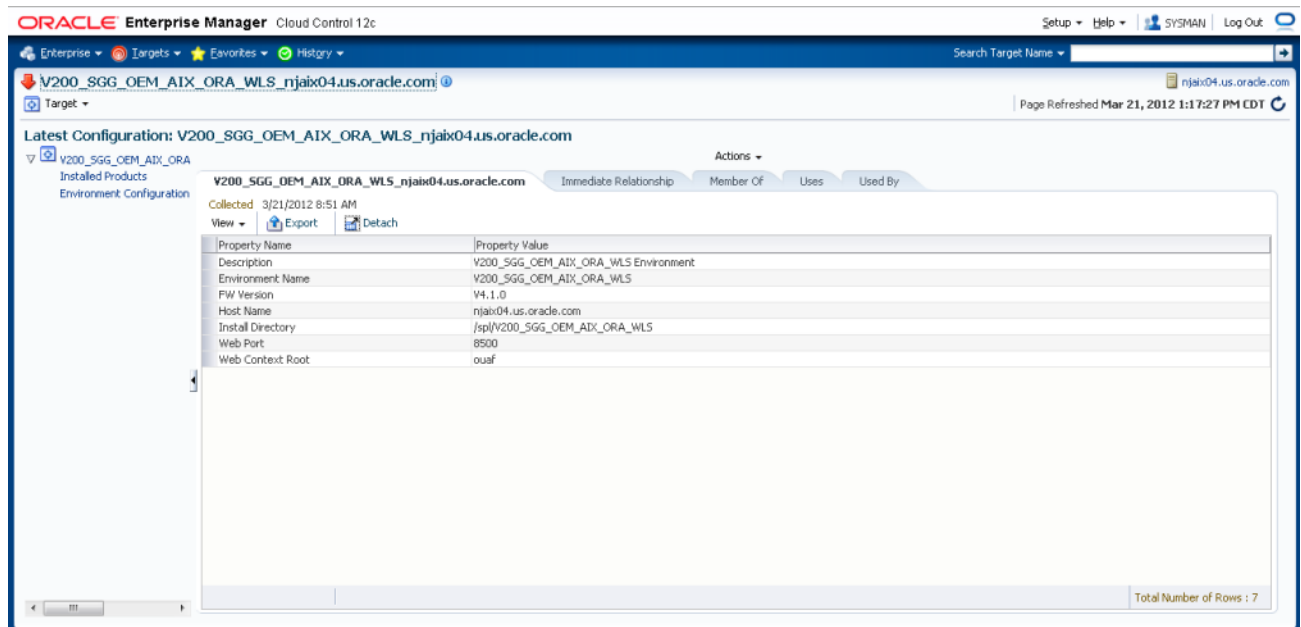 ORACLE Enterprise Manager Cloud Control 12c Setup Help SYSMAN Log Out
Enterprise Targets Favorites History Search Target Name
V200_SGG_OEM_AIX_ORA_WLS_njaix04.us.oracle.com njaix04.us.oracle.com
Target Page Refreshed Mar 21, 2012 1:17:27 PM CDT
Latest Configuration: V200_SGG_OEM_AIX_ORA_WLS_njaix04.us.oracle.com
V200_SGG_OEM_AIX_ORA Actions
Installed Products V200_SGG_OEM_AIX_ORA_WLS_njaix04.us.oracle.com Immediate Relationship Member Of Uses Used By
Environment Configuration
Collected 3/21/2012 8:51 AM
View Export Detach
Property Name Property Value
Description V200_SGG_OEM_AIX_ORA_WLS Environment
Environment Name V200_SGG_OEM_AIX_ORA_WLS
FW Version V4.1.0
Host Name njaix04.us.oracle.com
Install Directory /spl/V200_SGG_OEM_AIX_ORA_WLS
Web Port 8500
Web Context Root ouaf
Total Number of Rows : 7